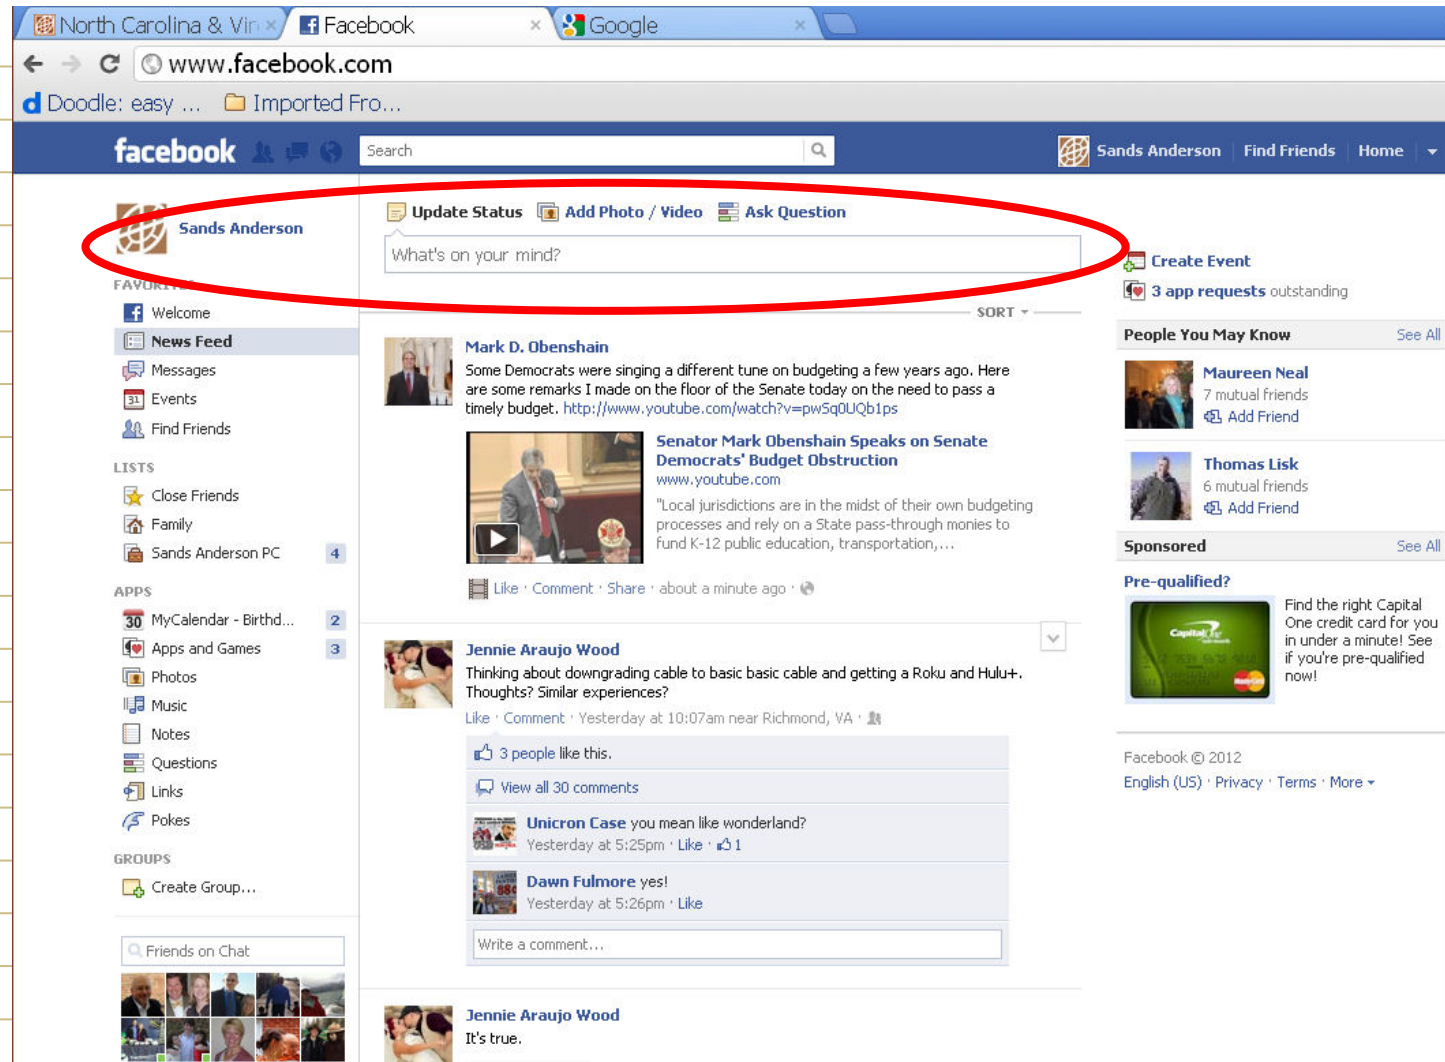 North Carolina & Vir
Facebook
Google
www.facebook.com
Doodle: easy ...
Imported Fro...
facebook
Search
Sands Anderson
Find Friends
Home
Sands Anderson
Update Status
Add Photo / Video
Ask Question
What's on your mind?
FAVORITES
Welcome
News Feed
Messages
Events
Find Friends
LISTS
Close Friends
Family
Sands Anderson PC 4
APPS
MyCalendar - Birthd... 2
Apps and Games 3
Photos
Music
Notes
Questions
Links
Pokes
GROUPS
Create Group...
Friends on Chat
SORT
Mark D. Obenshain
Some Democrats were singing a different tune on budgeting a few years ago. Here
are some remarks I made on the floor of the Senate today on the need to pass a
timely budget. http://www.youtube.com/watch?v=pwSq0UQb1ps
Senator Mark Obenshain Speaks on Senate
Democrats' Budget Obstruction
www.youtube.com
"Local jurisdictions are in the midst of their own budgeting
processes and rely on a State pass-through monies to
fund K-12 public education, transportation,...
Like · Comment · Share · about a minute ago ·
Jennie Araujo Wood
Thinking about downgrading cable to basic basic cable and getting a Roku and Hulu+.
Thoughts? Similar experiences?
Like · Comment · Yesterday at 10:07am near Richmond, VA ·
3 people like this.
View all 30 comments
Unicron Case you mean like wonderland?
Yesterday at 5:25pm · Like · 1
Dawn Fulmore yes!
Yesterday at 5:26pm · Like
Write a comment...
Jennie Araujo Wood
It's true.
Create Event
3 app requests outstanding
People You May Know See All
Maureen Neal
7 mutual friends
Add Friend
Thomas Lisk
6 mutual friends
Add Friend
Sponsored See All
Pre-qualified?
Capital One
MasterCard
Find the right Capital
One credit card for you
in under a minute! See
if you're pre-qualified
now!
Facebook © 2012
English (US) · Privacy · Terms · More